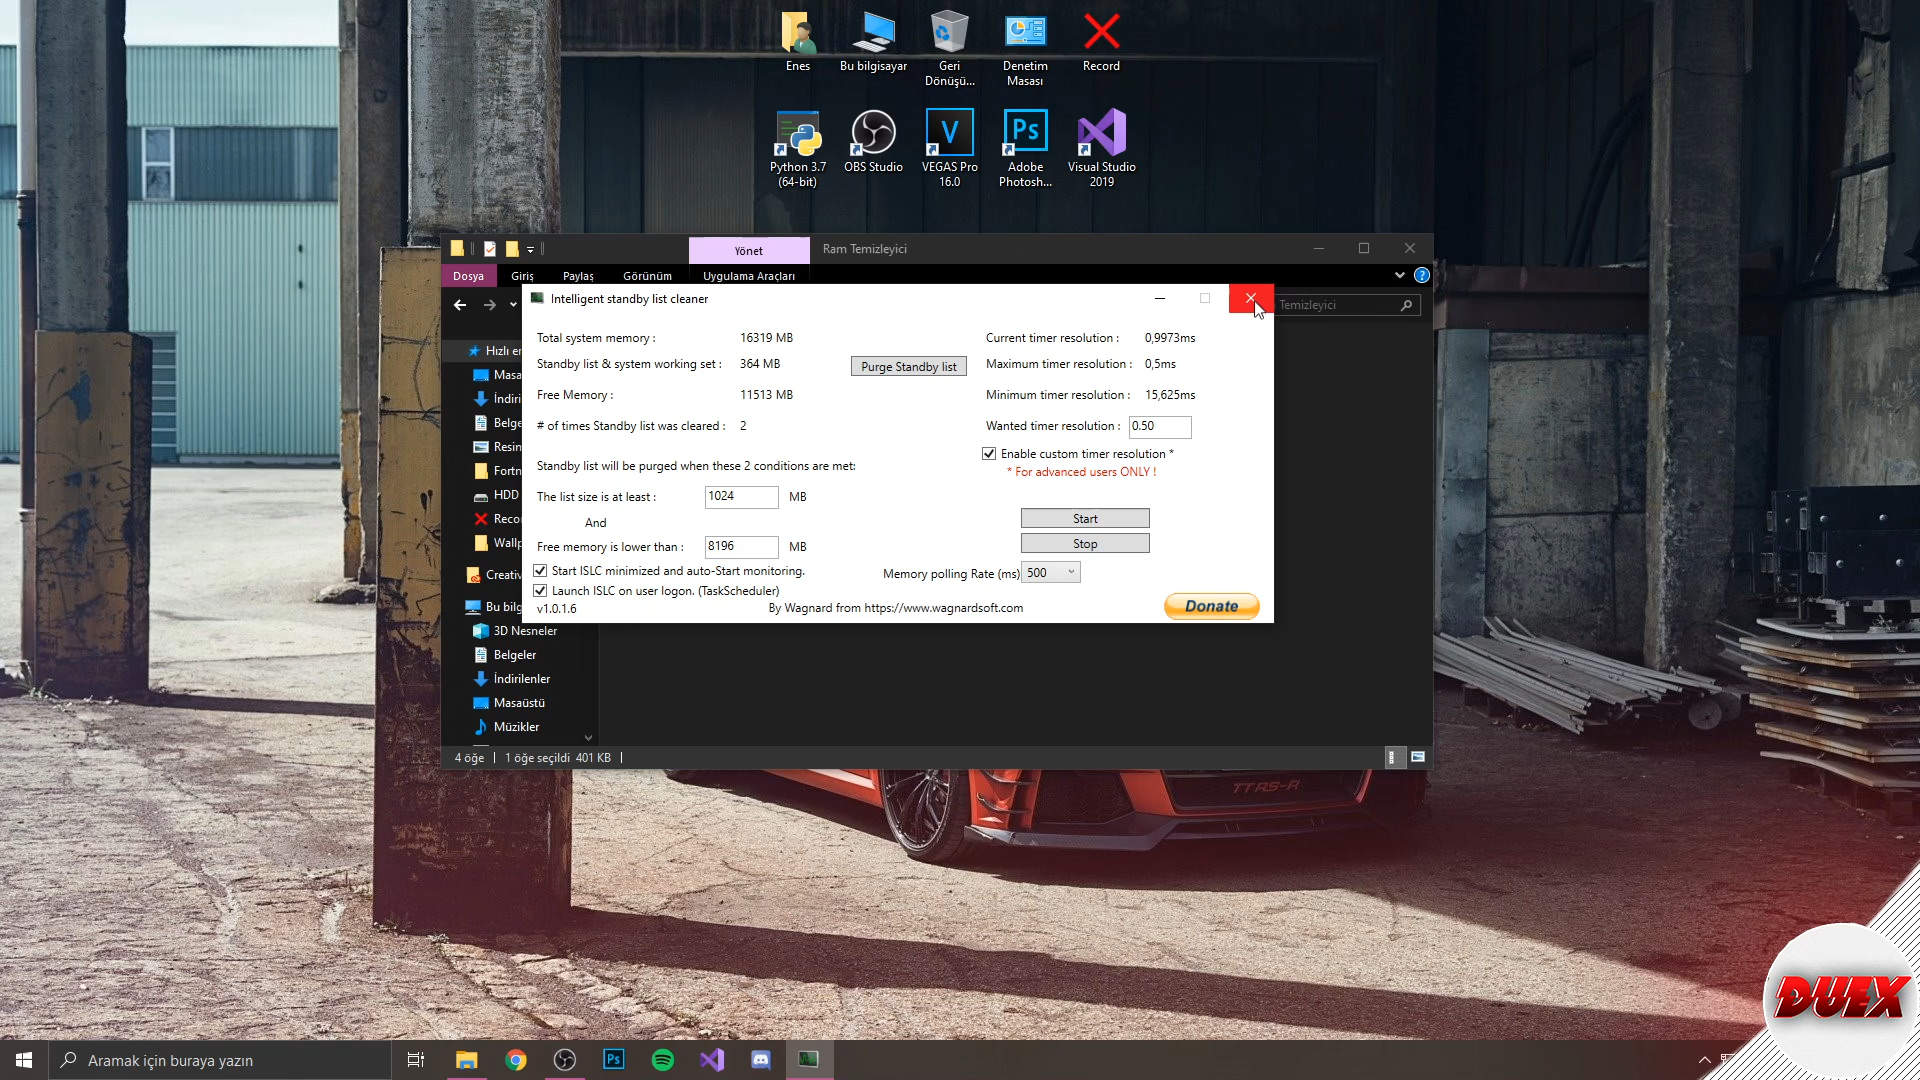 Enes
Bu bilgisayar
Geri
Dönüşü...
Denetim
Masası
Record
Python 3.7
(64-bit)
OBS Studio
VEGAS Pro
16.0
Adobe
Photosh...
Visual Studio
2019
Yönet
Ram Temizleyici
Dosya
Giriş
Paylaş
Görünüm
Uygulama Araçları
Temizleyici
Intelligent standby list cleaner
Total system memory : 16319 MB
Standby list & system working set : 364 MB
Purge Standby list
Free Memory : 11513 MB
# of times Standby list was cleared : 2
Standby list will be purged when these 2 conditions are met:
The list size is at least : 1024 MB
And
Free memory is lower than : 8196 MB
Start ISLC minimized and auto-Start monitoring.
Launch ISLC on user logon. (TaskScheduler)
v1.0.1.6
By Wagnard from https://www.wagnardsoft.com
Current timer resolution : 0,9973ms
Maximum timer resolution : 0,5ms
Minimum timer resolution : 15,625ms
Wanted timer resolution : 0.50
Enable custom timer resolution *
* For advanced users ONLY !
Start
Stop
Memory polling Rate (ms) 500
Donate
Hızlı er
Masa
İndiri
Belge
Resin
Fortn
HDD
Reco
Wallp
Creativ
Bu bilg
3D Nesneler
Belgeler
İndirilenler
Masaüstü
Müzikler
4 öğe
1 öğe seçildi 401 KB
TTRS-R
DUEX
Aramak için buraya yazın